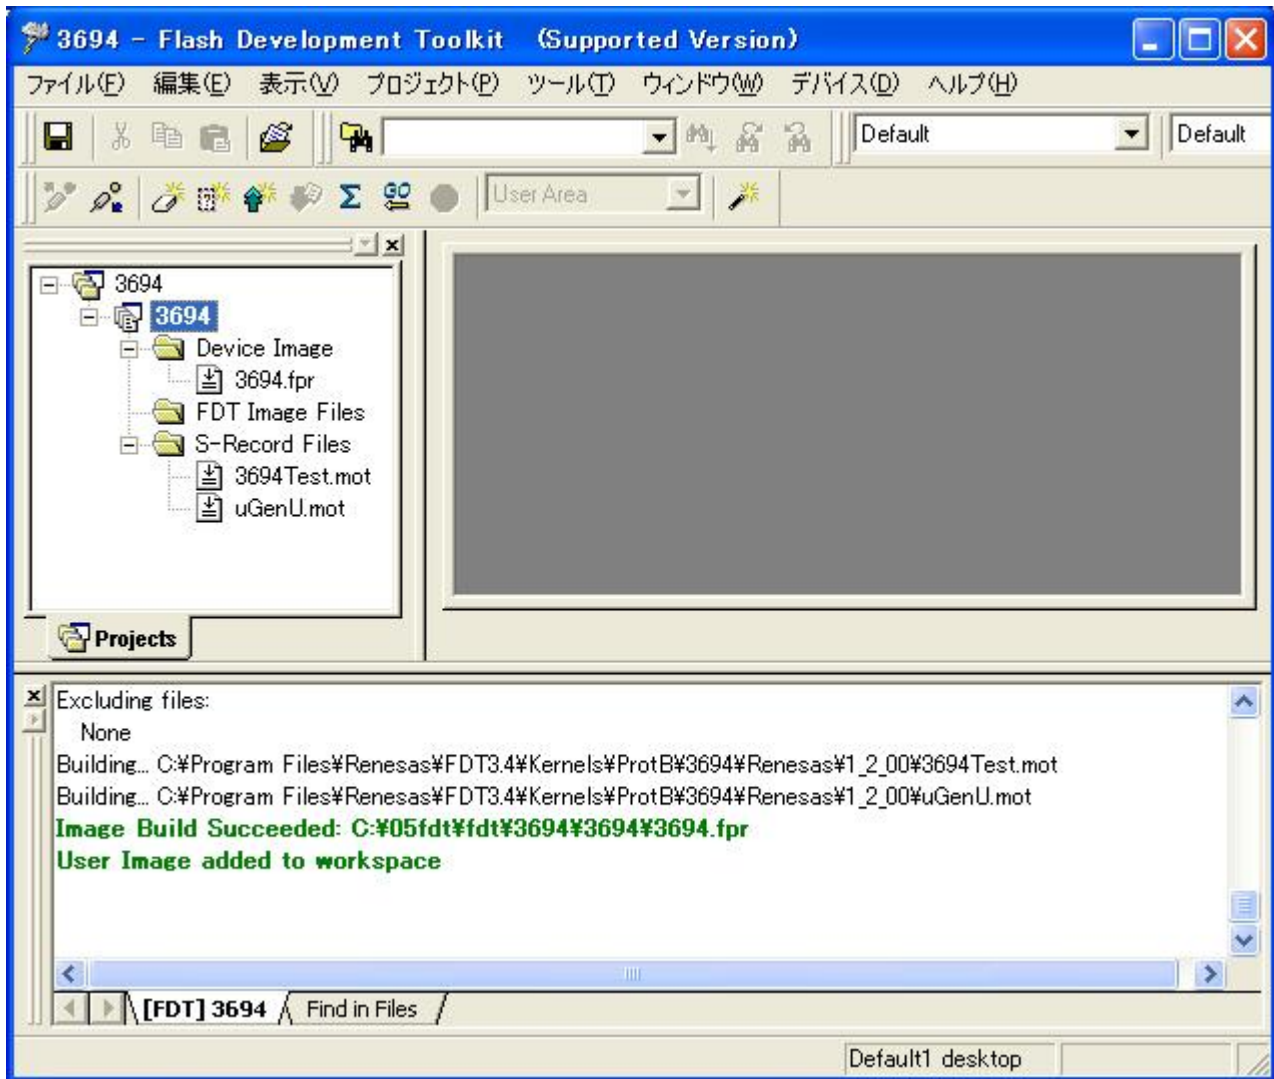 3694 - Flash Development Toolkit (Supported Version)
ファイル(F) 編集(E) 表示(V) プロジェクト(P) ツール(T) ウィンドウ(W) デバイス(D) ヘルプ(H)
Default Default
User Area
3694
3694
Device Image
3694.fpr
FDT Image Files
S-Record Files
3694Test.mot
uGenU.mot
Projects
Excluding files:
None
Building... C:¥Program Files¥Renesas¥FDT3.4¥Kernels¥ProtB¥3694¥Renesas¥1_2_00¥3694Test.mot
Building... C:¥Program Files¥Renesas¥FDT3.4¥Kernels¥ProtB¥3694¥Renesas¥1_2_00¥uGenU.mot
Image Build Succeeded: C:¥05fdt¥fdt¥3694¥3694¥3694.fpr
User Image added to workspace
[FDT] 3694 Find in Files
Default1 desktop